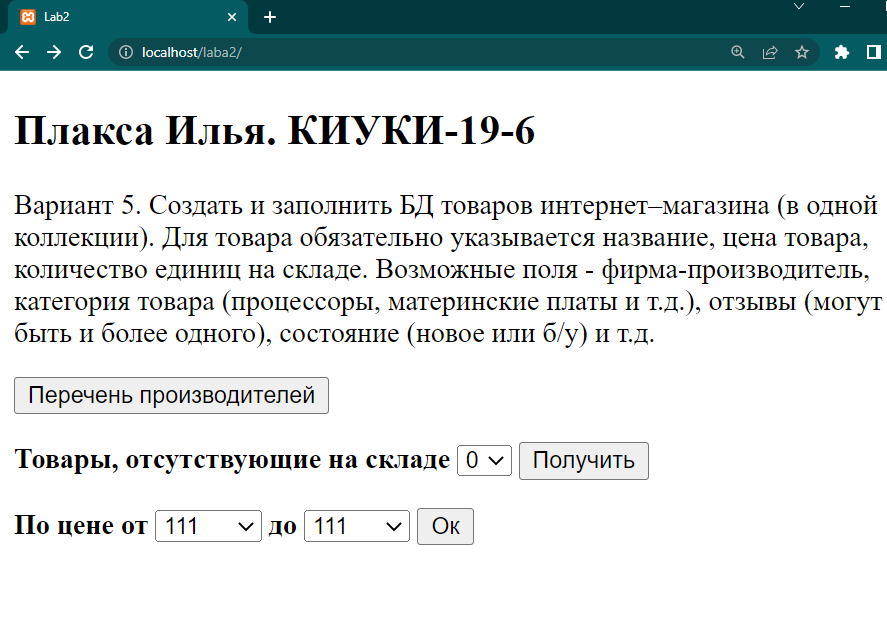 Lab2
localhost/laba2/
Плакса Илья. КИУКИ-19-6
Вариант 5. Создать и заполнить БД товаров интернет–магазина (в одной
коллекции). Для товара обязательно указывается название, цена товара,
количество единиц на складе. Возможные поля - фирма-производитель,
категория товара (процессоры, материнские платы и т.д.), отзывы (могут
быть и более одного), состояние (новое или б/у) и т.д.
Перечень производителей
Товары, отсутствующие на складе 0 Получить
По цене от 111 до 111 Ок